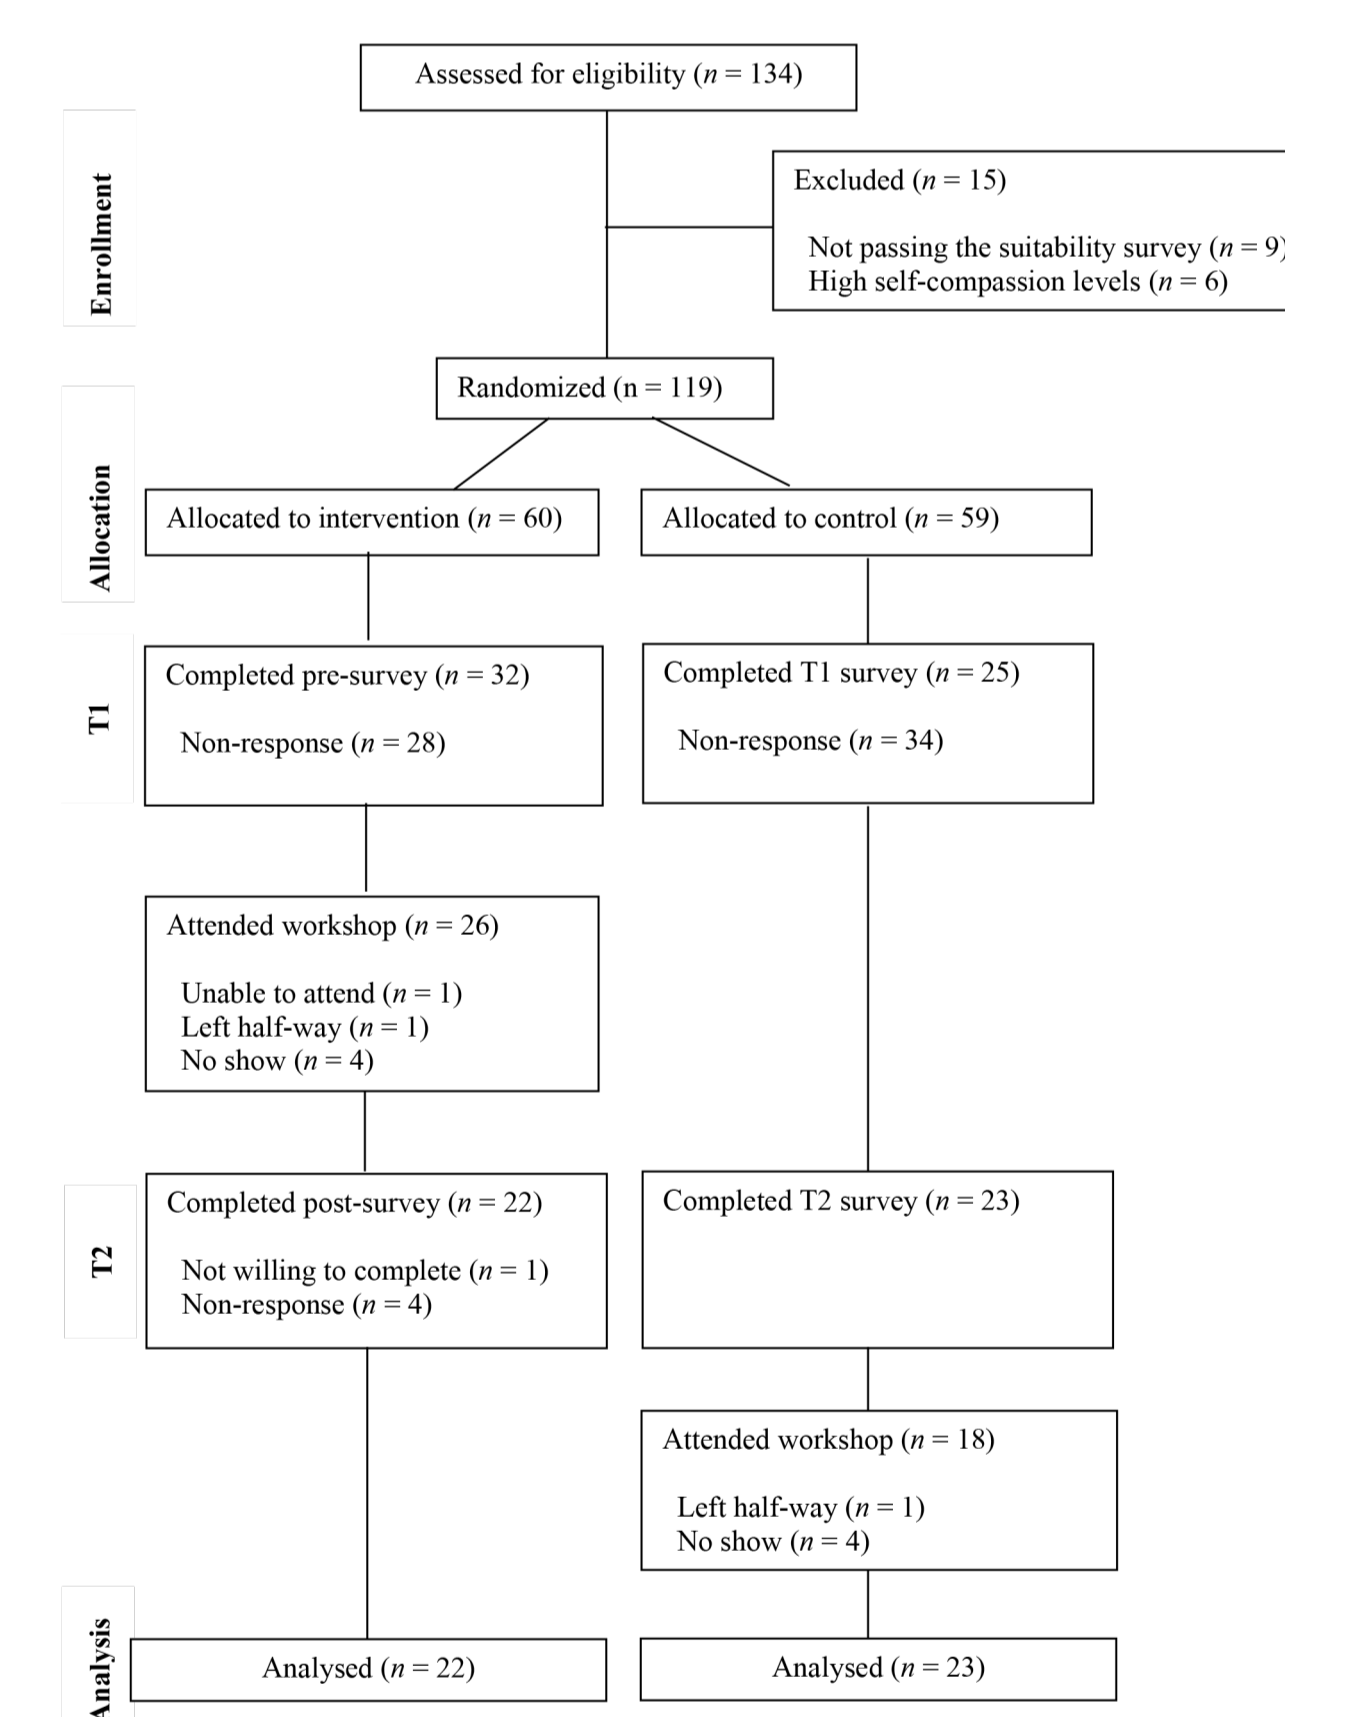 Assessed for eligibility (n = 134)
Enrollment
Excluded (n = 15)
Not passing the suitability survey (n = 9)
High self-compassion levels (n = 6)
Randomized (n = 119)
Allocation
Allocated to intervention (n = 60)
Allocated to control (n = 59)
T1
Completed pre-survey (n = 32)
Non-response (n = 28)
Completed T1 survey (n = 25)
Non-response (n = 34)
Attended workshop (n = 26)
Unable to attend (n = 1)
Left half-way (n = 1)
No show (n = 4)
T2
Completed post-survey (n = 22)
Not willing to complete (n = 1)
Non-response (n = 4)
Completed T2 survey (n = 23)
Attended workshop (n = 18)
Left half-way (n = 1)
No show (n = 4)
Analysis
Analysed (n = 22)
Analysed (n = 23)